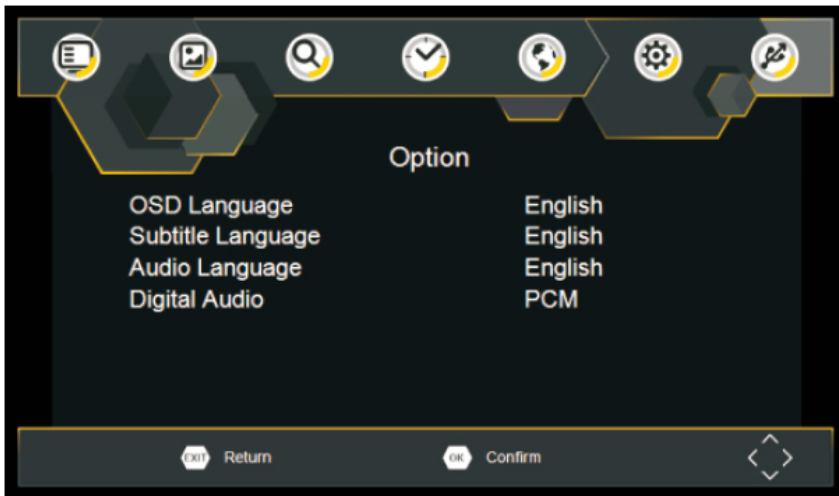 Option
OSD Language English
Subtitle Language English
Audio Language English
Digital Audio PCM
EXIT Return OK Confirm